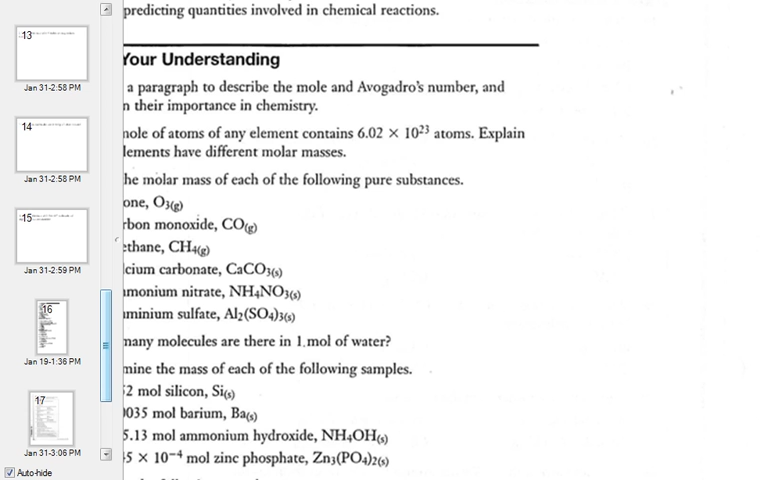 13
Jan 31-2:58 PM
14
Jan 31-2:58 PM
15
Jan 31-2:59 PM
16
Jan 19-1:36 PM
17
Jan 31-3:06 PM
Auto-hide
predicting quantities involved in chemical reactions.
Your Understanding
a paragraph to describe the mole and Avogadro's number, and
n their importance in chemistry.
nole of atoms of any element contains 6.02 × 10²³ atoms. Explain
lements have different molar masses.
he molar mass of each of the following pure substances.
one, O₃(g)
rbon monoxide, CO(g)
ethane, CH₄(g)
lcium carbonate, CaCO₃(s)
monium nitrate, NH₄NO₃(s)
minium sulfate, Al₂(SO₄)₃(s)
many molecules are there in 1 mol of water?
mine the mass of each of the following samples.
2 mol silicon, Si(s)
0035 mol barium, Ba(s)
5.13 mol ammonium hydroxide, NH₄OH(s)
5 × 10⁻⁴ mol zinc phosphate, Zn₃(PO₄)₂(s)